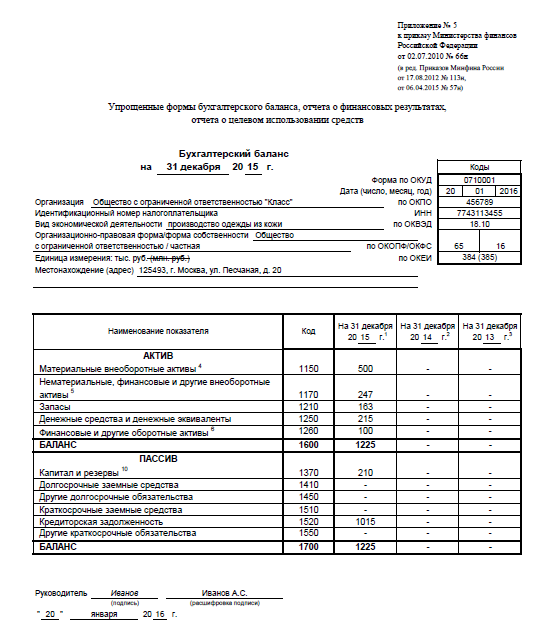 Приложение № 5
к приказу Министерства финансов
Российской Федерации
от 02.07.2010 № 66н
(в ред. Приказов Минфина России
от 17.08.2012 № 113н,
от 06.04.2015 № 57н)
Упрощенные формы бухгалтерского баланса, отчета о финансовых результатах,
отчета о целевом использовании средств
Бухгалтерский баланс
на 31 декабря 20 15 г.
Коды
Форма по ОКУД 0710001
Дата (число, месяц, год) 20 01 2016
Организация Общество с ограниченной ответственностью "Класс" по ОКПО 456789
Идентификационный номер налогоплательщика ИНН 7743113455
Вид экономической деятельности производство одежды из кожи по ОКВЭД 18.10
Организационно-правовая форма/форма собственности Общество
с ограниченной ответственностью / частная по ОКОПФ/ОКФС 65 16
Единица измерения: тыс. руб. (млн. руб.) по ОКЕИ 384 (385)
Местонахождение (адрес) 125493, г. Москва, ул. Песчаная, д. 20
Наименование показателя Код На 31 декабря 20 15 г.1 На 31 декабря 20 14 г.2 На 31 декабря 20 13 г.3
АКТИВ
Материальные внеоборотные активы 4 1150 500 - -
Нематериальные, финансовые и другие внеоборотные
активы 5 1170 247 - -
Запасы 1210 163 - -
Денежные средства и денежные эквиваленты 1250 215 - -
Финансовые и другие оборотные активы 6 1260 100 - -
БАЛАНС 1600 1225 - -
ПАССИВ
Капитал и резервы 10 1370 210 - -
Долгосрочные заемные средства 1410 - - -
Другие долгосрочные обязательства 1450 - - -
Краткосрочные заемные средства 1510 - - -
Кредиторская задолженность 1520 1015 - -
Другие краткосрочные обязательства 1550 - - -
БАЛАНС 1700 1225 - -
Руководитель Иванов Иванов А.С.
(подпись) (расшифровка подписи)
" 20 " января 20 16 г.